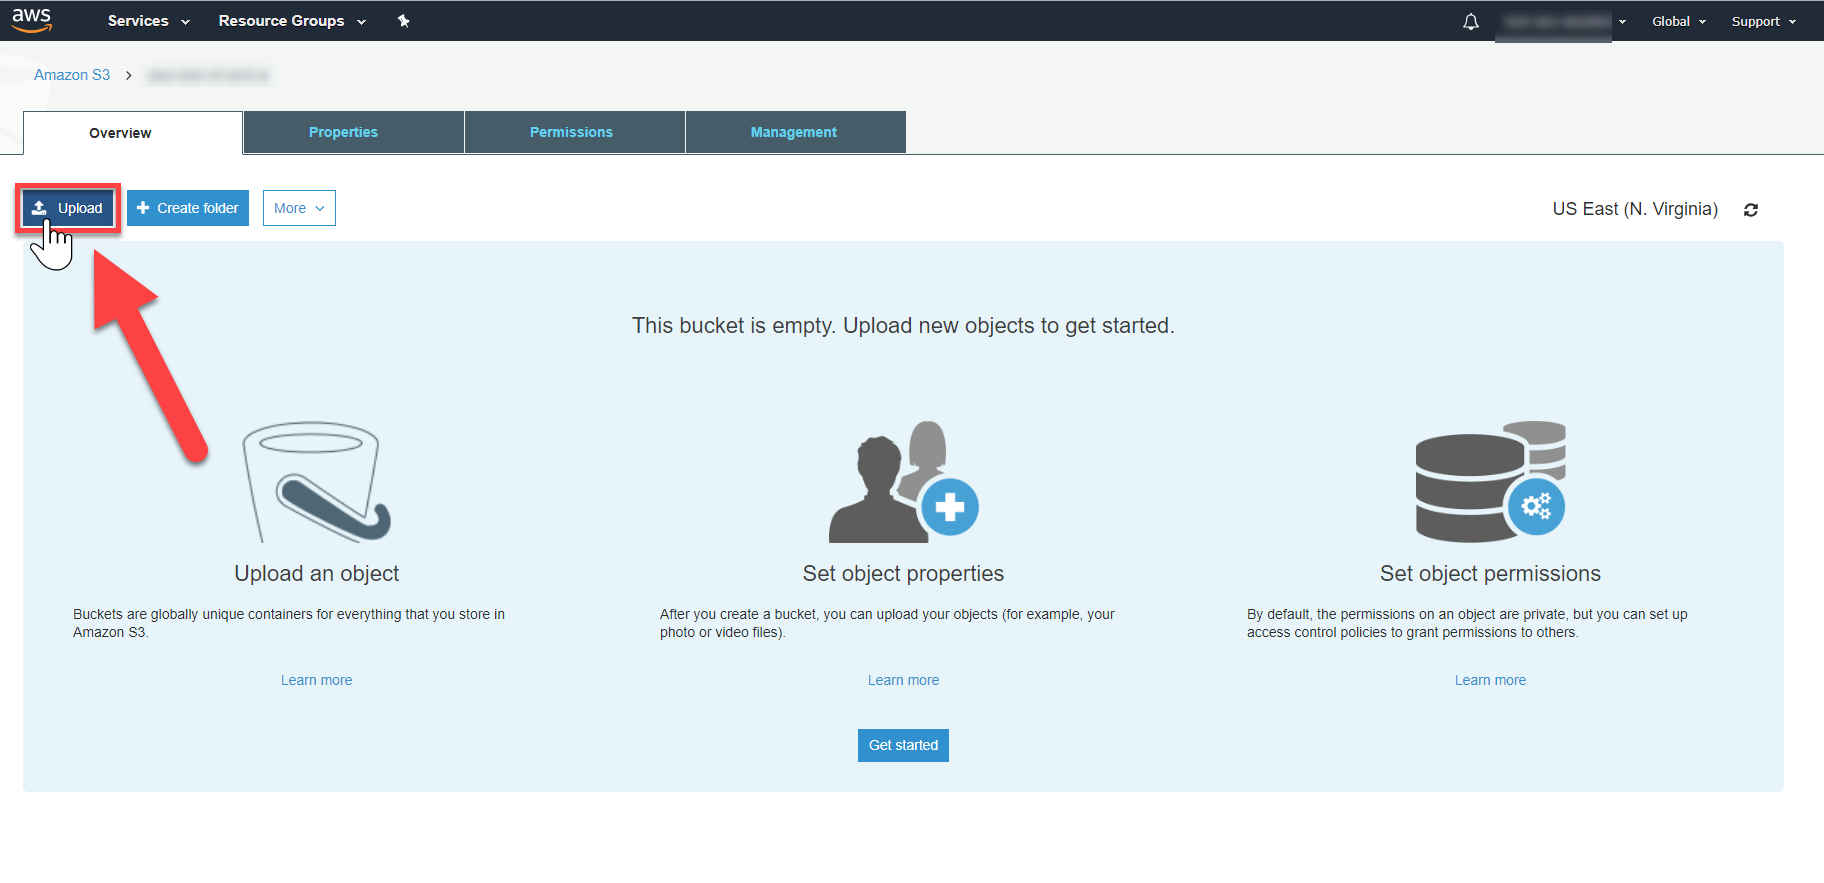 aws
Services
Resource Groups
Global
Support
Amazon S3
Overview
Properties
Permissions
Management
Upload
Create folder
More
US East (N. Virginia)
This bucket is empty. Upload new objects to get started.
Upload an object
Buckets are globally unique containers for everything that you store in
Amazon S3.
Learn more
Set object properties
After you create a bucket, you can upload your objects (for example, your
photo or video files).
Learn more
Set object permissions
By default, the permissions on an object are private, but you can set up
access control policies to grant permissions to others.
Learn more
Get started